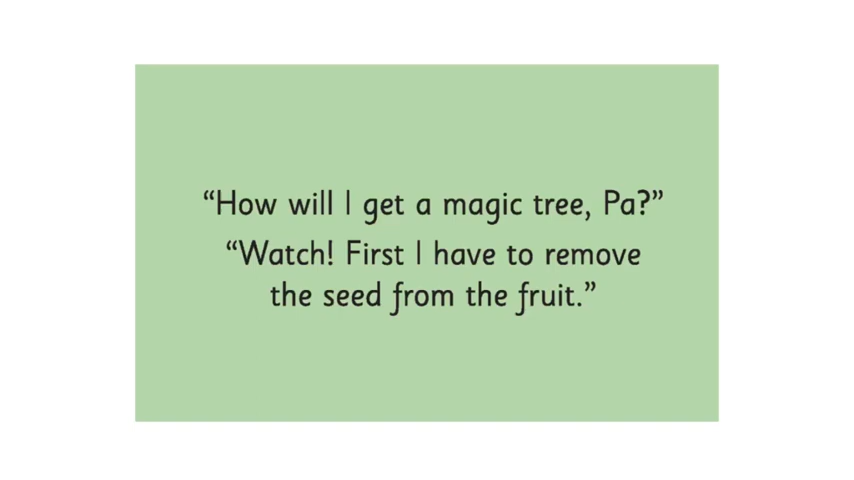 “How will I get a magic tree, Pa?”
“Watch! First I have to remove
the seed from the fruit.”